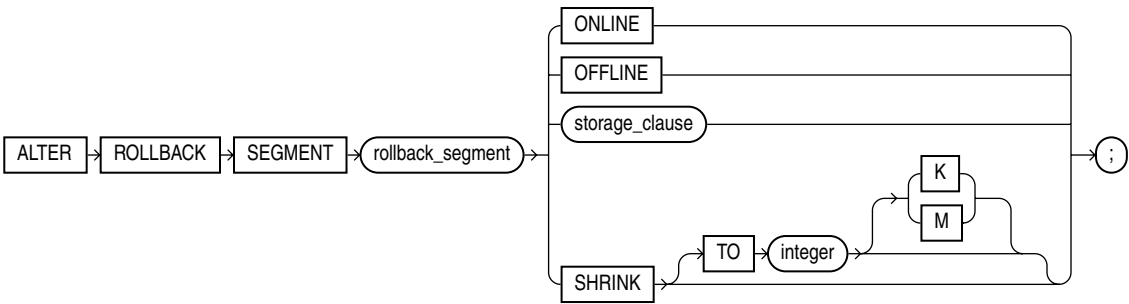 ONLINE
OFFLINE
storage_clause
ALTER ROLLBACK SEGMENT rollback_segment ;
K
M
TO integer
SHRINK